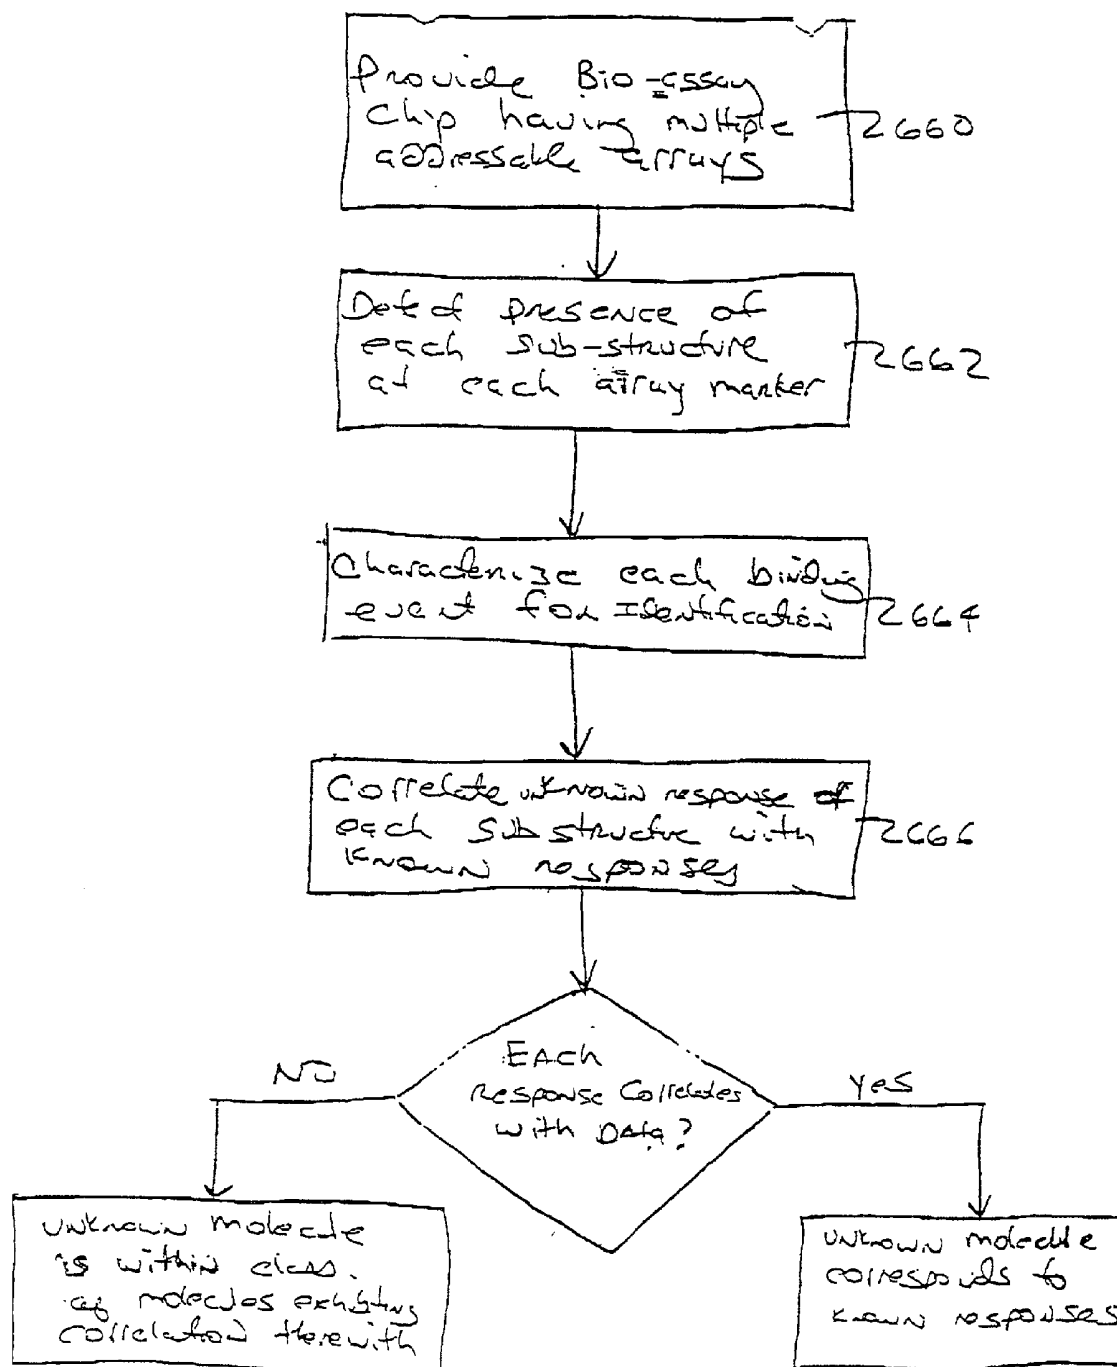 Provide Bio-assay
Chip having multiple
addressable arrays
2660
Detect presence of
each sub-structure
at each array marker
2662
Characterize each binding
event for Identification
2664
Correlate unknown response of
each substructure with
known responses
2666
Each
Response Correlates
with Data?
NO
Yes
unknown molecule
is within class
of molecules exhibiting
correlation therewith
unknown molecule
corresponds to
known responses